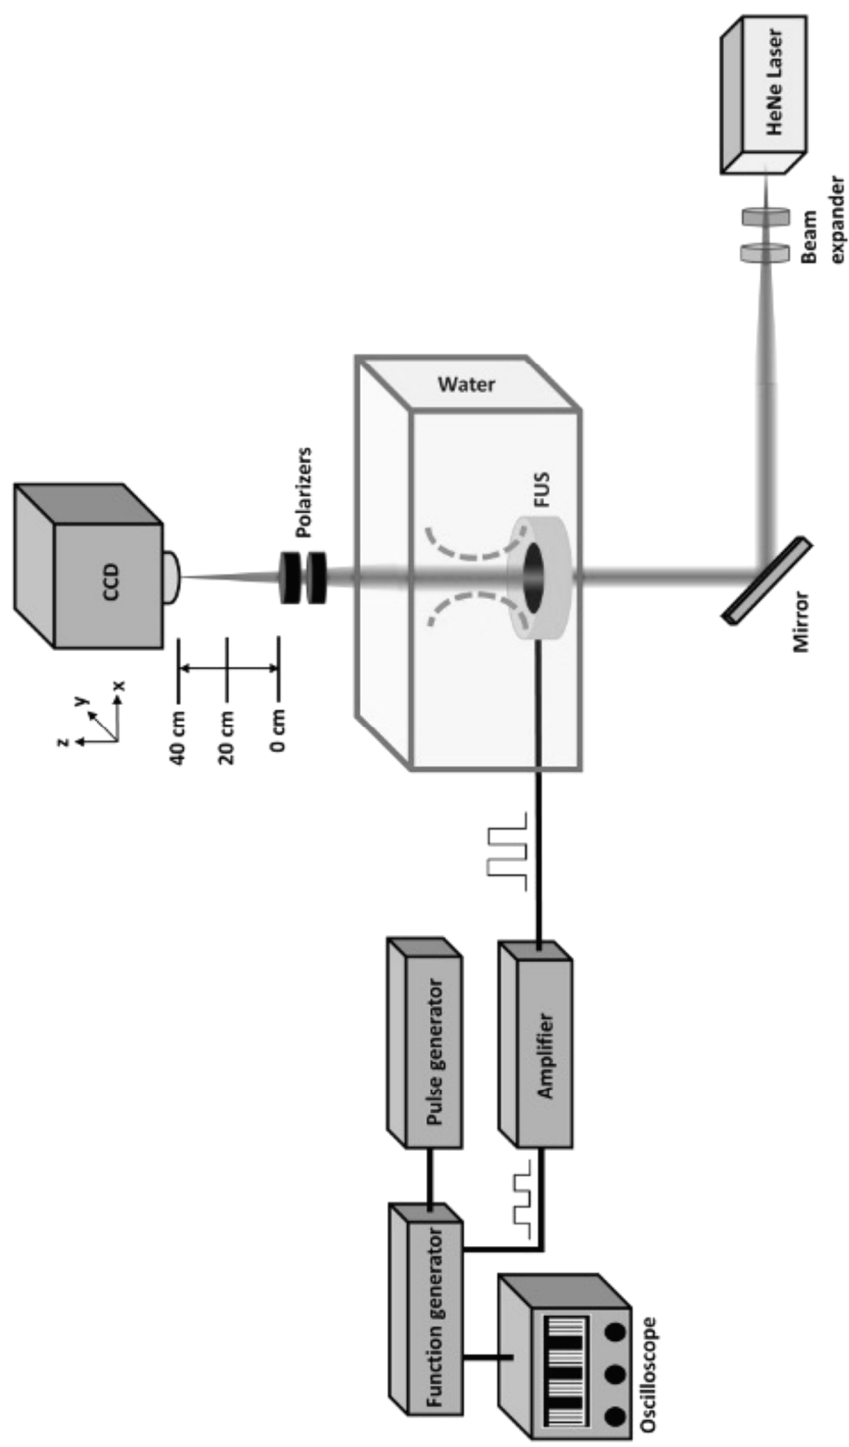 HeNe Laser
Beam
expander
Mirror
Water
FUS
Polarizers
CCD
z
y
x
40 cm
20 cm
0 cm
Pulse generator
Amplifier
Function generator
Oscilloscope